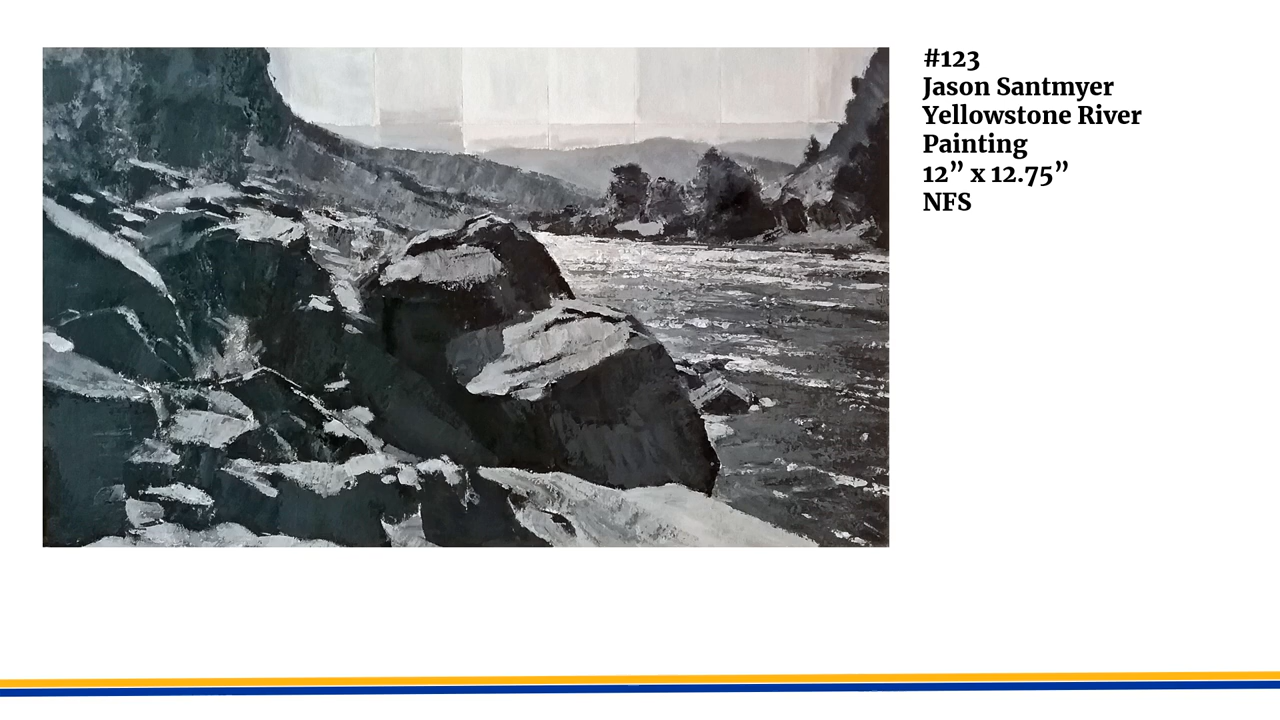 #123
Jason Santmyer
Yellowstone River
Painting
12” x 12.75”
NFS